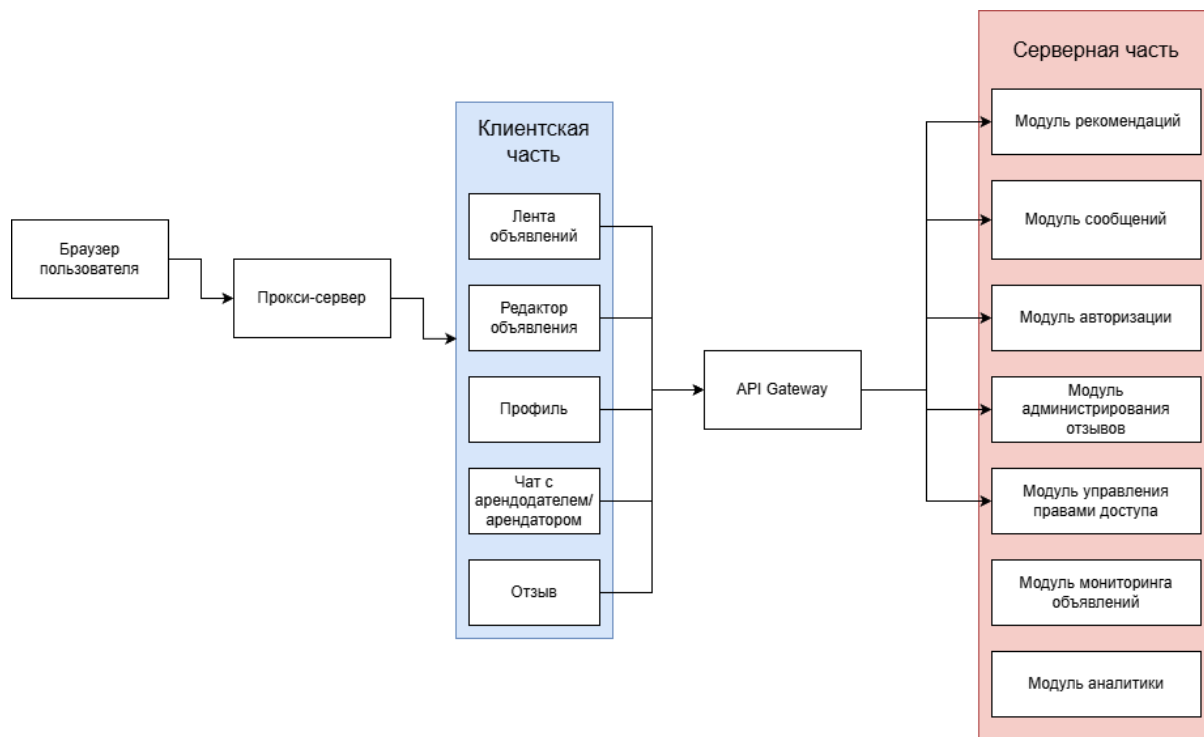 Браузер
пользователя
Прокси-сервер
Клиентская
часть
Лента
объявлений
Редактор
объявления
Профиль
Чат с
арендодателем/
арендатором
Отзыв
API Gateway
Серверная часть
Модуль рекомендаций
Модуль сообщений
Модуль авторизации
Модуль
администрирования
отзывов
Модуль управления
правами доступа
Модуль мониторинга
объявлений
Модуль аналитики